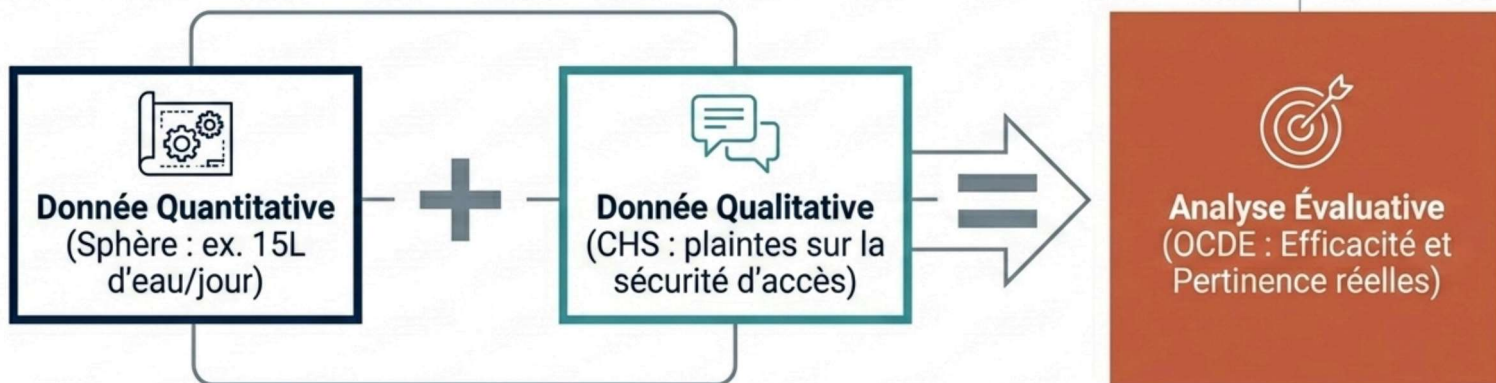 Donnée Quantitative
(Sphère : ex. 15L
d'eau/jour)
Donnée Qualitative
(CHS : plaintes sur la
sécurité d'accès)
Analyse Évaluative
(OCDE : Efficacité et
Pertinence réelles)